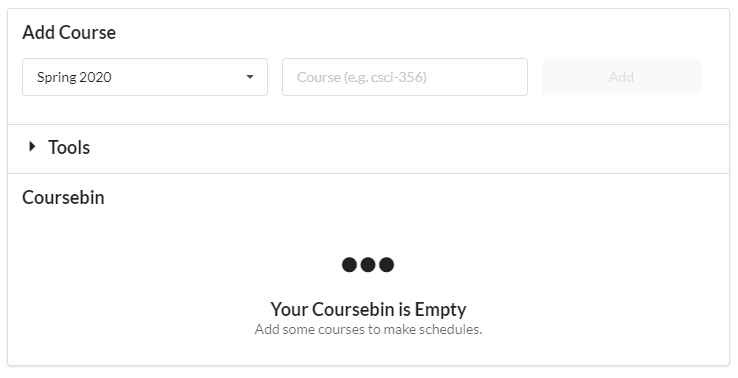 Add Course
Spring 2020
Course (e.g. csci-356)
Add
Tools
Coursebin
Your Coursebin is Empty
Add some courses to make schedules.